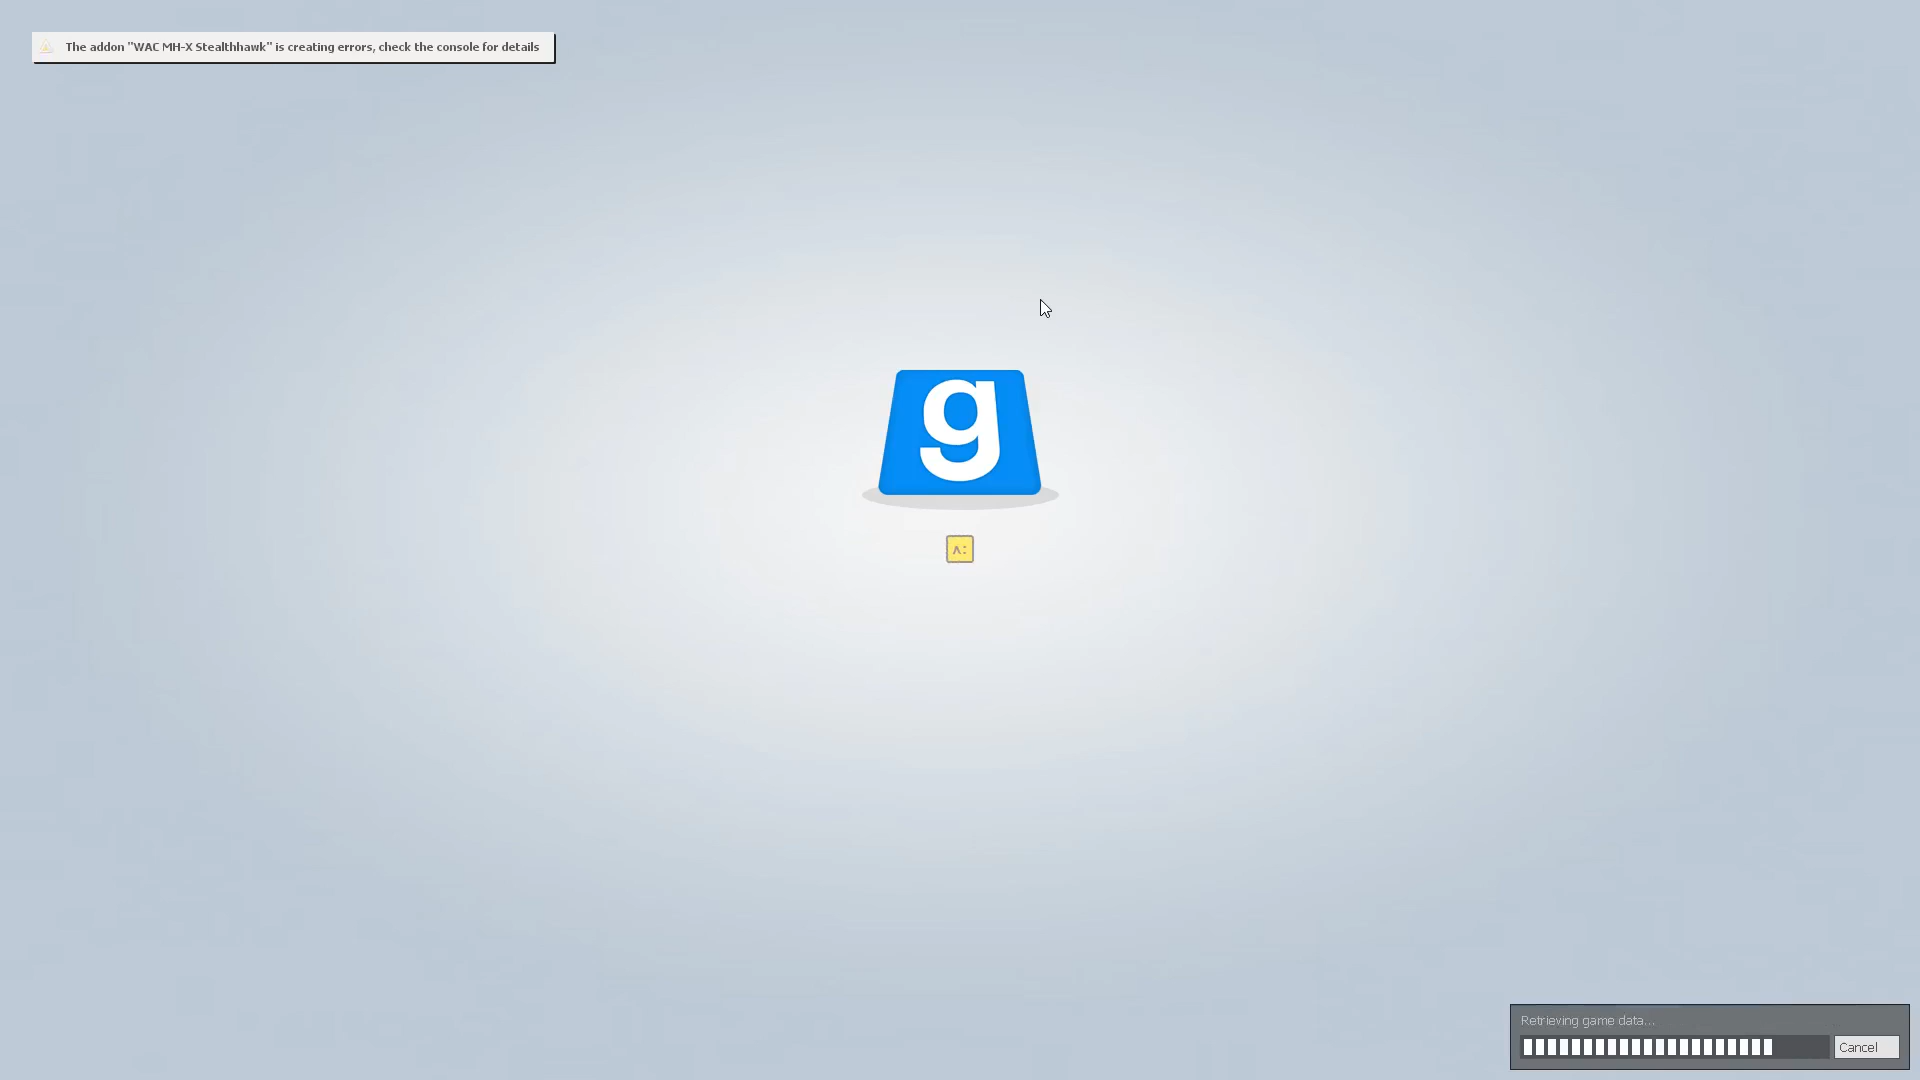 The addon "WAC MH-X Stealthhawk" is creating errors, check the console for details
g
Retrieving game data...
Cancel